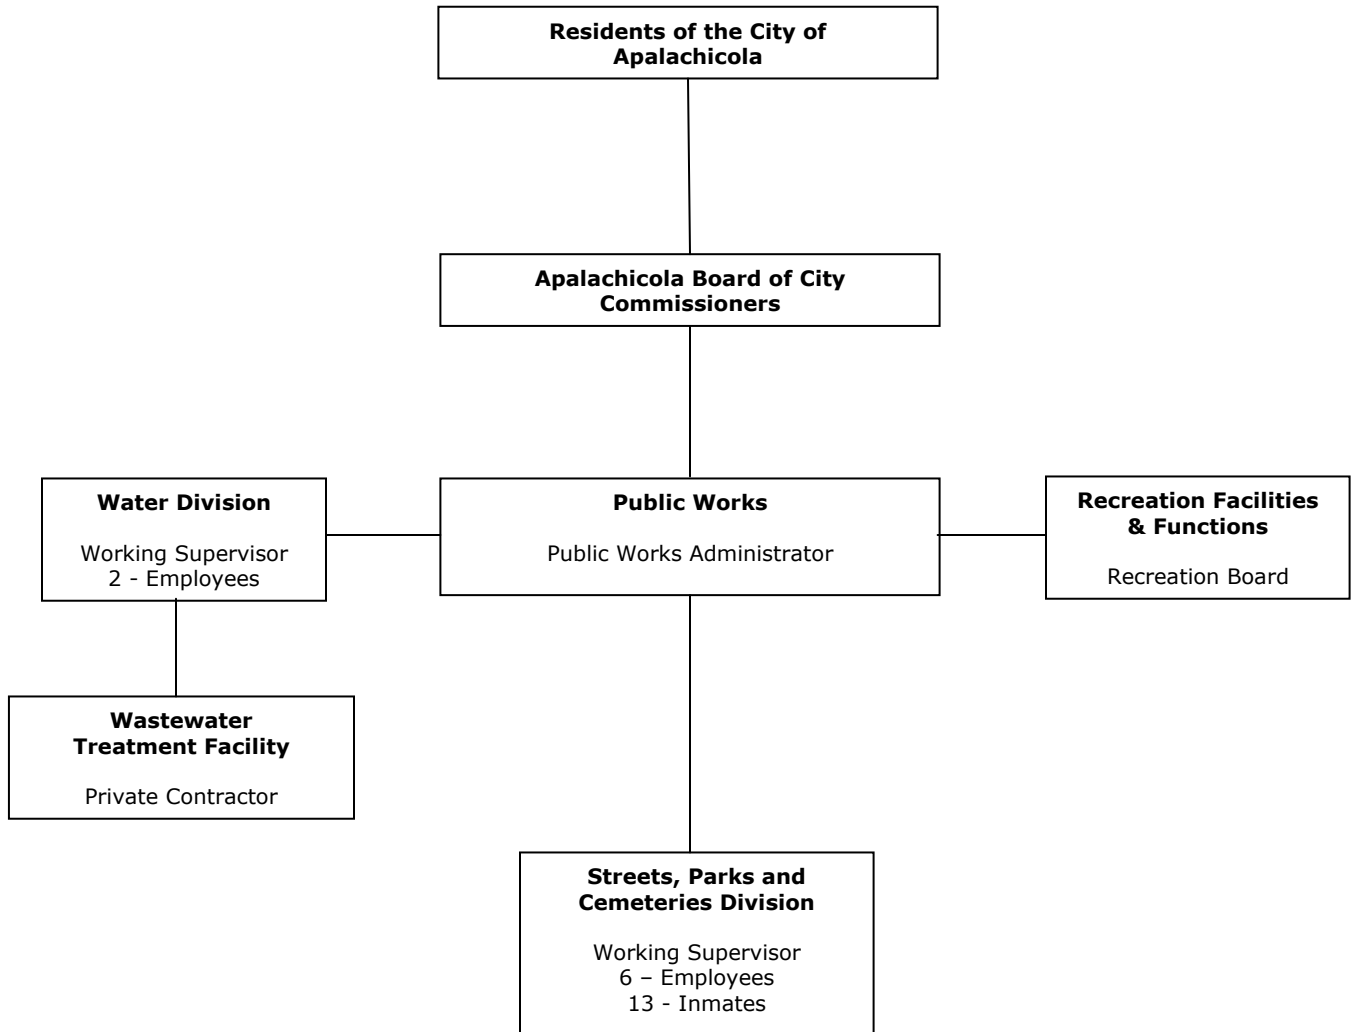 Residents of the City of
Apalachicola
Apalachicola Board of City
Commissioners
Water Division
Working Supervisor
2 - Employees
Public Works
Public Works Administrator
Recreation Facilities
& Functions
Recreation Board
Wastewater
Treatment Facility
Private Contractor
Streets, Parks and
Cemeteries Division
Working Supervisor
6 – Employees
13 - Inmates